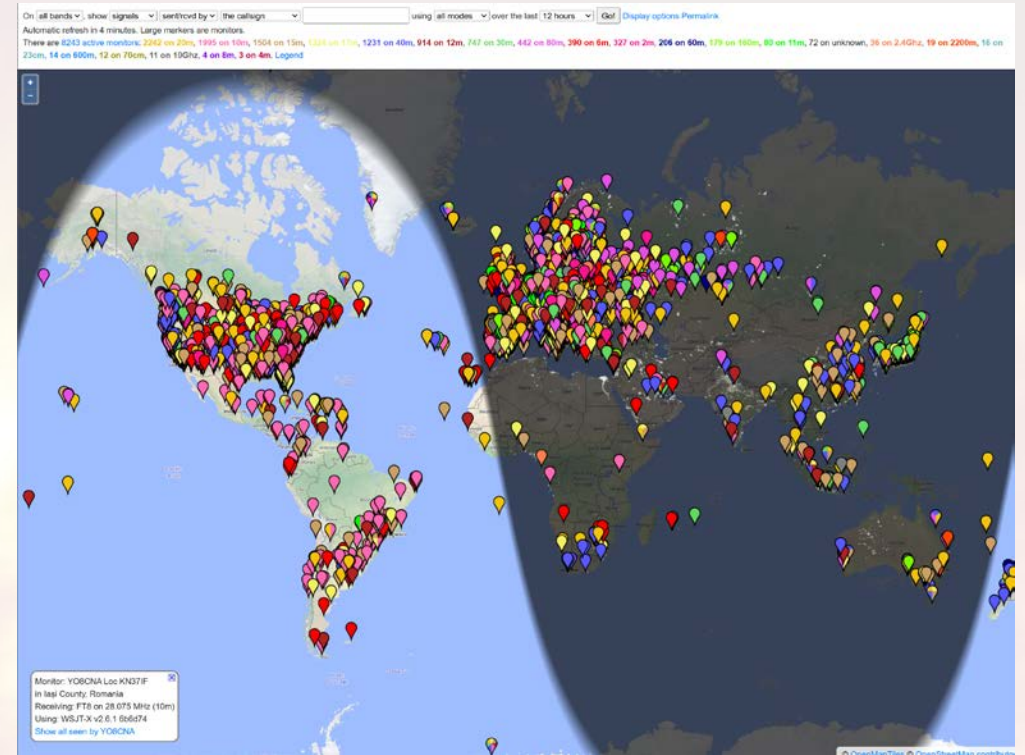 On all bands, show signals sent/rcvd by the callsign using all modes over the last 12 hours Go! Display options Permalink
Automatic refresh in 4 minutes. Large markers are monitors.
There are 8243 active monitors: 2242 on 20m, 1995 on 10m, 1504 on 15m, 1231 on 40m, 914 on 12m, 747 on 30m, 442 on 80m, 390 on 6m, 327 on 2m, 206 on 60m, 179 on 160m, 80 on 11m, 72 on unknown, 36 on 2.4Ghz, 19 on 2200m, 16 on
23cm, 14 on 600m, 12 on 70cm, 11 on 10Ghz, 4 on 8m, 3 on 4m. Legend
+
−
Monitor: YO8CNA Loc KN37IF
in Iași County, Romania
Receiving: FT8 on 28.075 MHz (10m)
Using: WSJT-X v2.6.1 6b6d74
Show all seen by YO8CNA
© OpenMapTiles © OpenStreetMap contributors